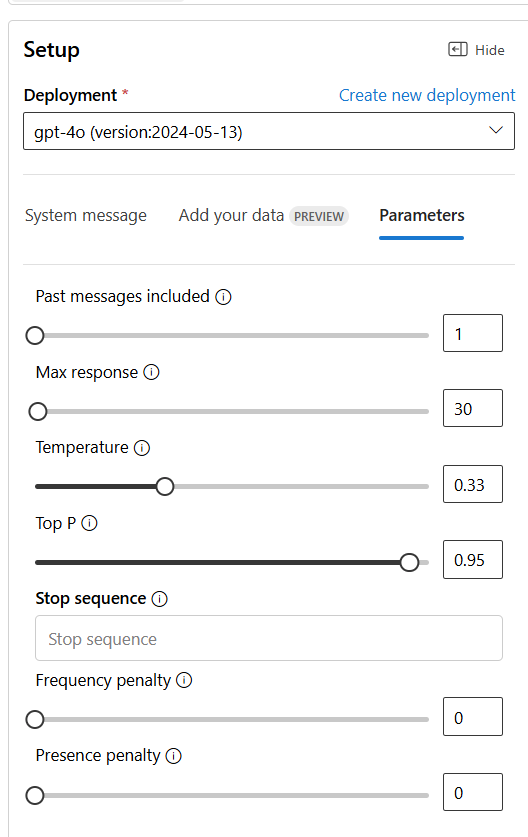 Setup
Hide
Deployment *
Create new deployment
gpt-4o (version:2024-05-13)
System message
Add your data PREVIEW
Parameters
Past messages included
1
Max response
30
Temperature
0.33
Top P
0.95
Stop sequence
Stop sequence
Frequency penalty
0
Presence penalty
0